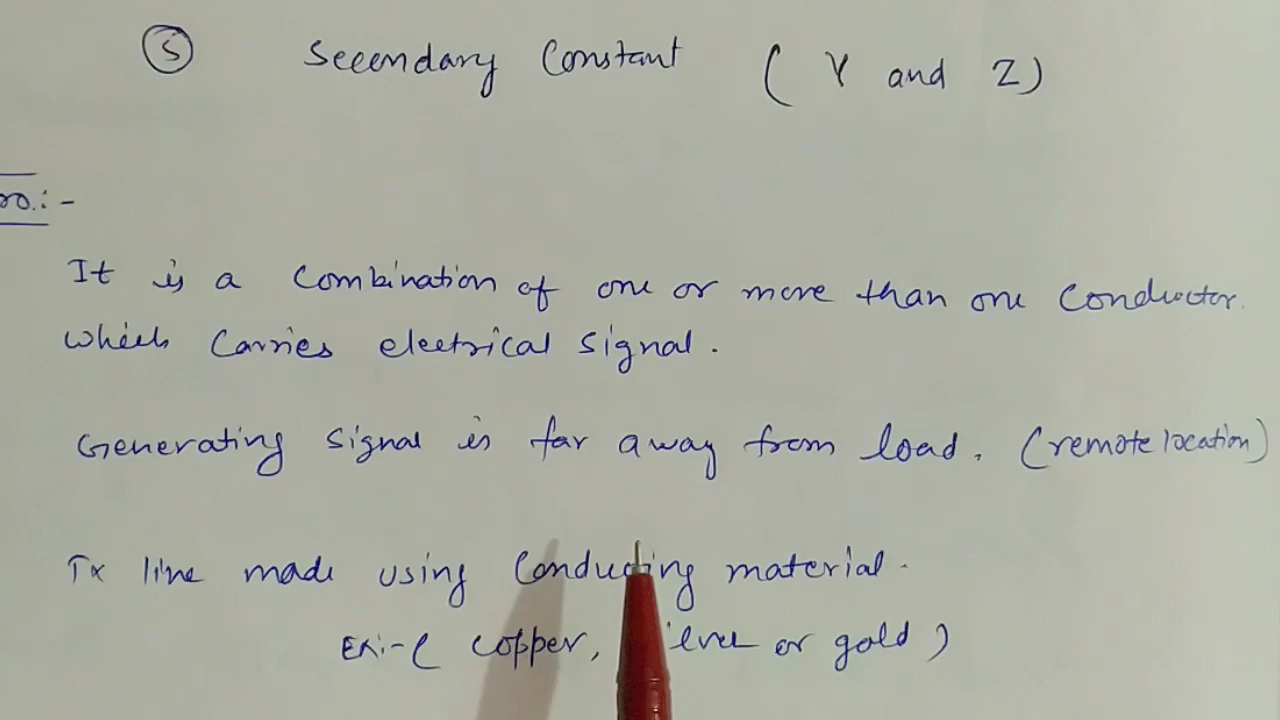 (5) Secondary Constant (γ and Z)
ro.:-
It is a Combination of one or more than one Conductor.
which carries electrical signal.
Generating signal is far away from load. (remote location)
Tx line made using Conducting material.
Ex:-( copper, or gold)